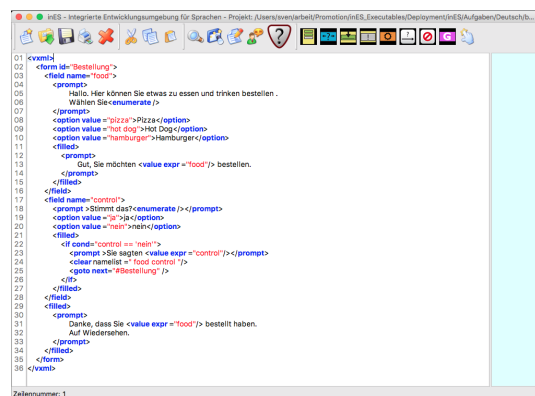 inES - Integrierte Entwicklungsumgebung für Sprachen - Projekt: /Users/sven/arbeit/Promotion/inES_Executables/Deployment/inES/Aufgaben/Deutsch/b...
01 <vxml>
02 <form id="Bestellung">
03 <field name="food">
04 <prompt>
05 Hallo. Hier können Sie etwas zu essen und trinken bestellen .
06 Wählen Sie<enumerate />
07 </prompt>
08 <option value ="pizza">Pizza</option>
09 <option value ="hot dog">Hot Dog</option>
10 <option value ="hamburger">Hamburger</option>
11 <filled>
12 <prompt>
13 Gut, Sie möchten <value expr ="food"/> bestellen.
14 </prompt>
15 </filled>
16 </field>
17 <field name="control">
18 <prompt >Stimmt das?<enumerate /></prompt>
19 <option value ="ja">ja</option>
20 <option value ="nein">nein</option>
21 <filled>
22 <if cond="control == 'nein'">
23 <prompt >Sie sagten <value expr ="control"/></prompt>
24 <clear namelist =" food control "/>
25 <goto next="#Bestellung" />
26 </if>
27 </filled>
28 </field>
29 <filled>
30 <prompt>
31 Danke, dass Sie <value expr ="food"/> bestellt haben.
32 Auf Wiedersehen.
33 </prompt>
34 </filled>
35 </form>
36 </vxml>
Zeilennummer: 1